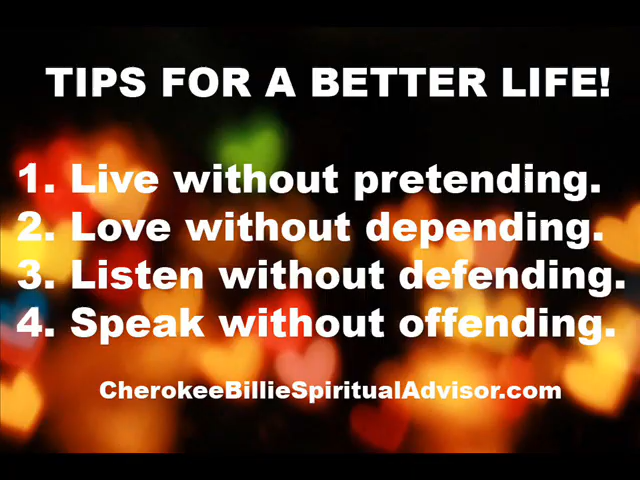 TIPS FOR A BETTER LIFE!
1. Live without pretending.
2. Love without depending.
3. Listen without defending.
4. Speak without offending.
CherokeeBillieSpiritualAdvisor.com